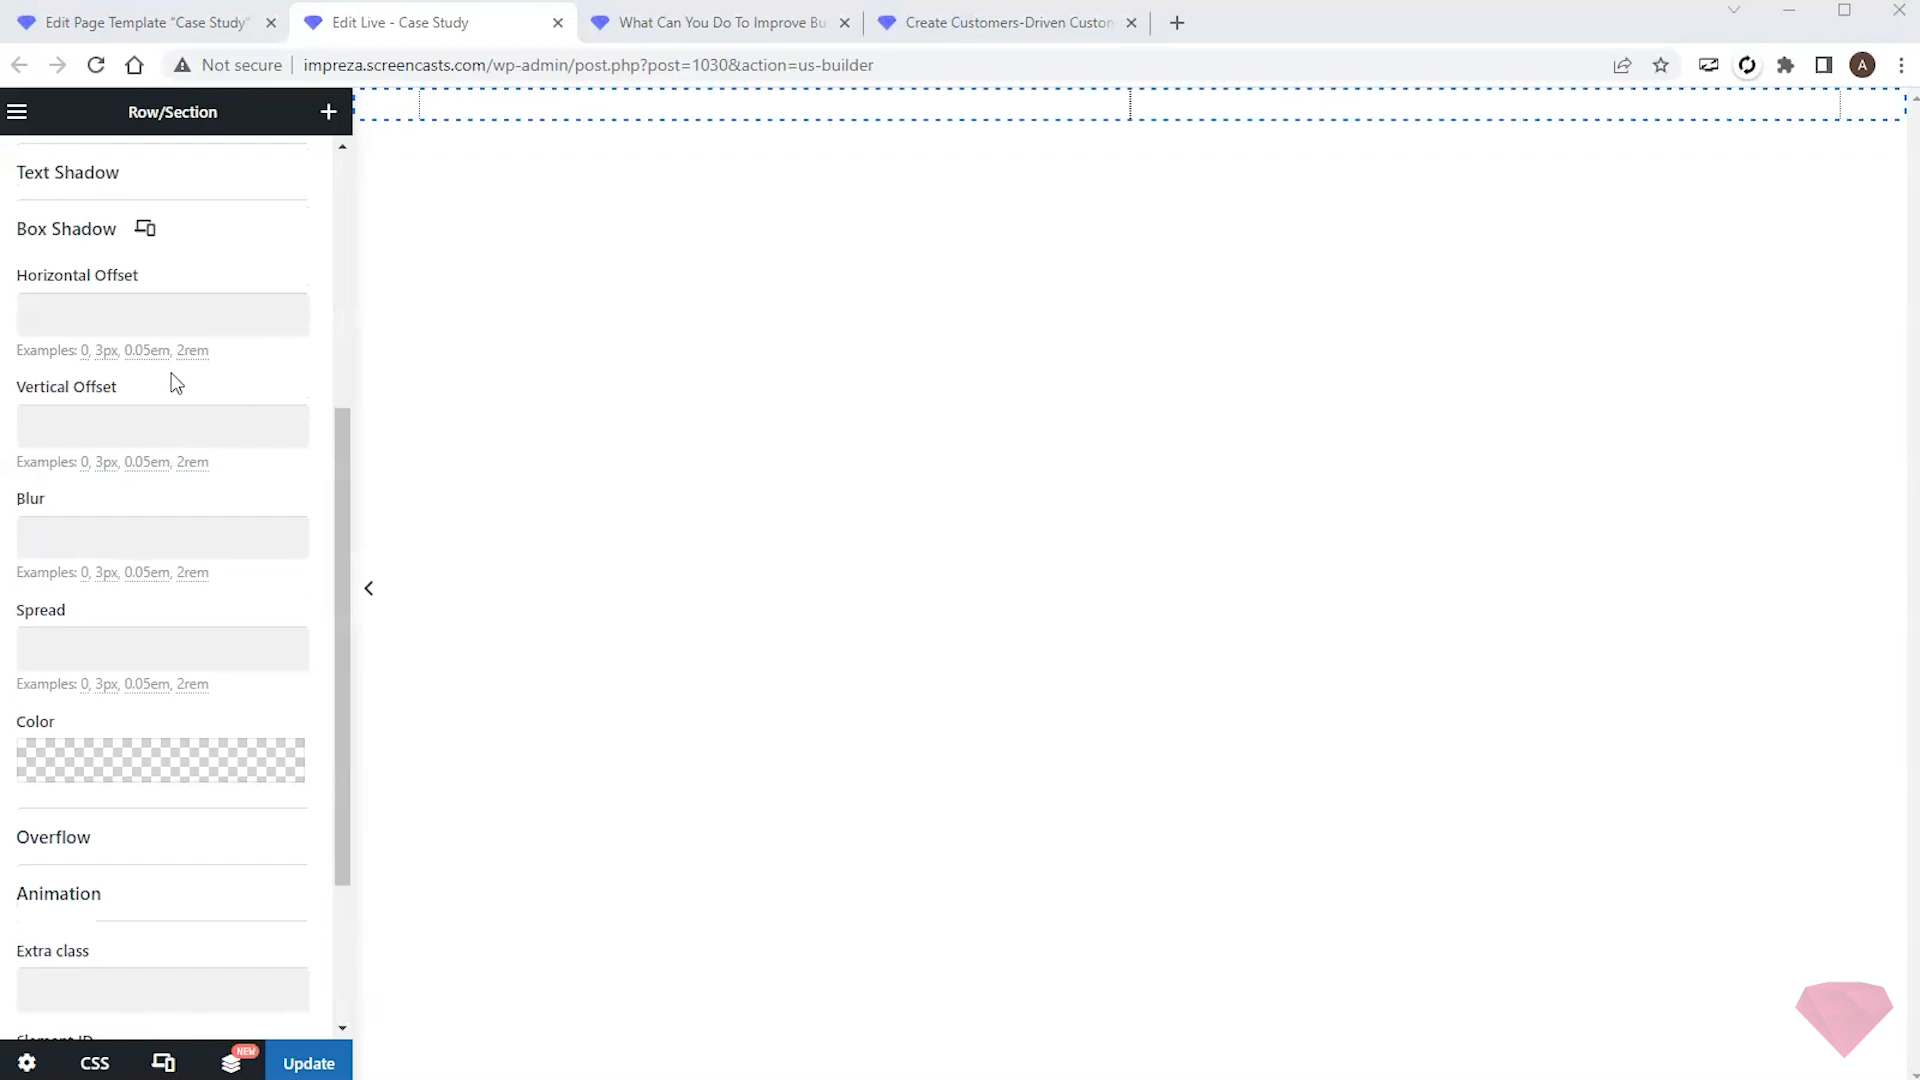 Edit Page Template "Case Study"
Edit Live - Case Study
What Can You Do To Improve Bu
Create Customers-Driven Custon
Not secure
impreza.screencasts.com/wp-admin/post.php?post=1030&action=us-builder
A
Row/Section
Text Shadow
Box Shadow
Horizontal Offset
Examples: 0, 3px, 0.05em, 2rem
Vertical Offset
Examples: 0, 3px, 0.05em, 2rem
Blur
Examples: 0, 3px, 0.05em, 2rem
Spread
Examples: 0, 3px, 0.05em, 2rem
Color
Overflow
Animation
Extra class
Element ID
CSS
NEW
Update